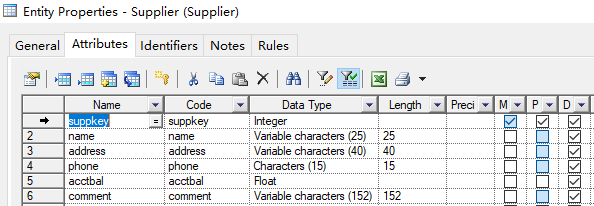 Entity Properties - Supplier (Supplier)
General Attributes Identifiers Notes Rules
Name Code Data Type Length Preci M P D
suppkey = suppkey Integer
2 name name Variable characters (25) 25
3 address address Variable characters (40) 40
4 phone phone Characters (15) 15
5 acctbal acctbal Float
6 comment comment Variable characters (152) 152